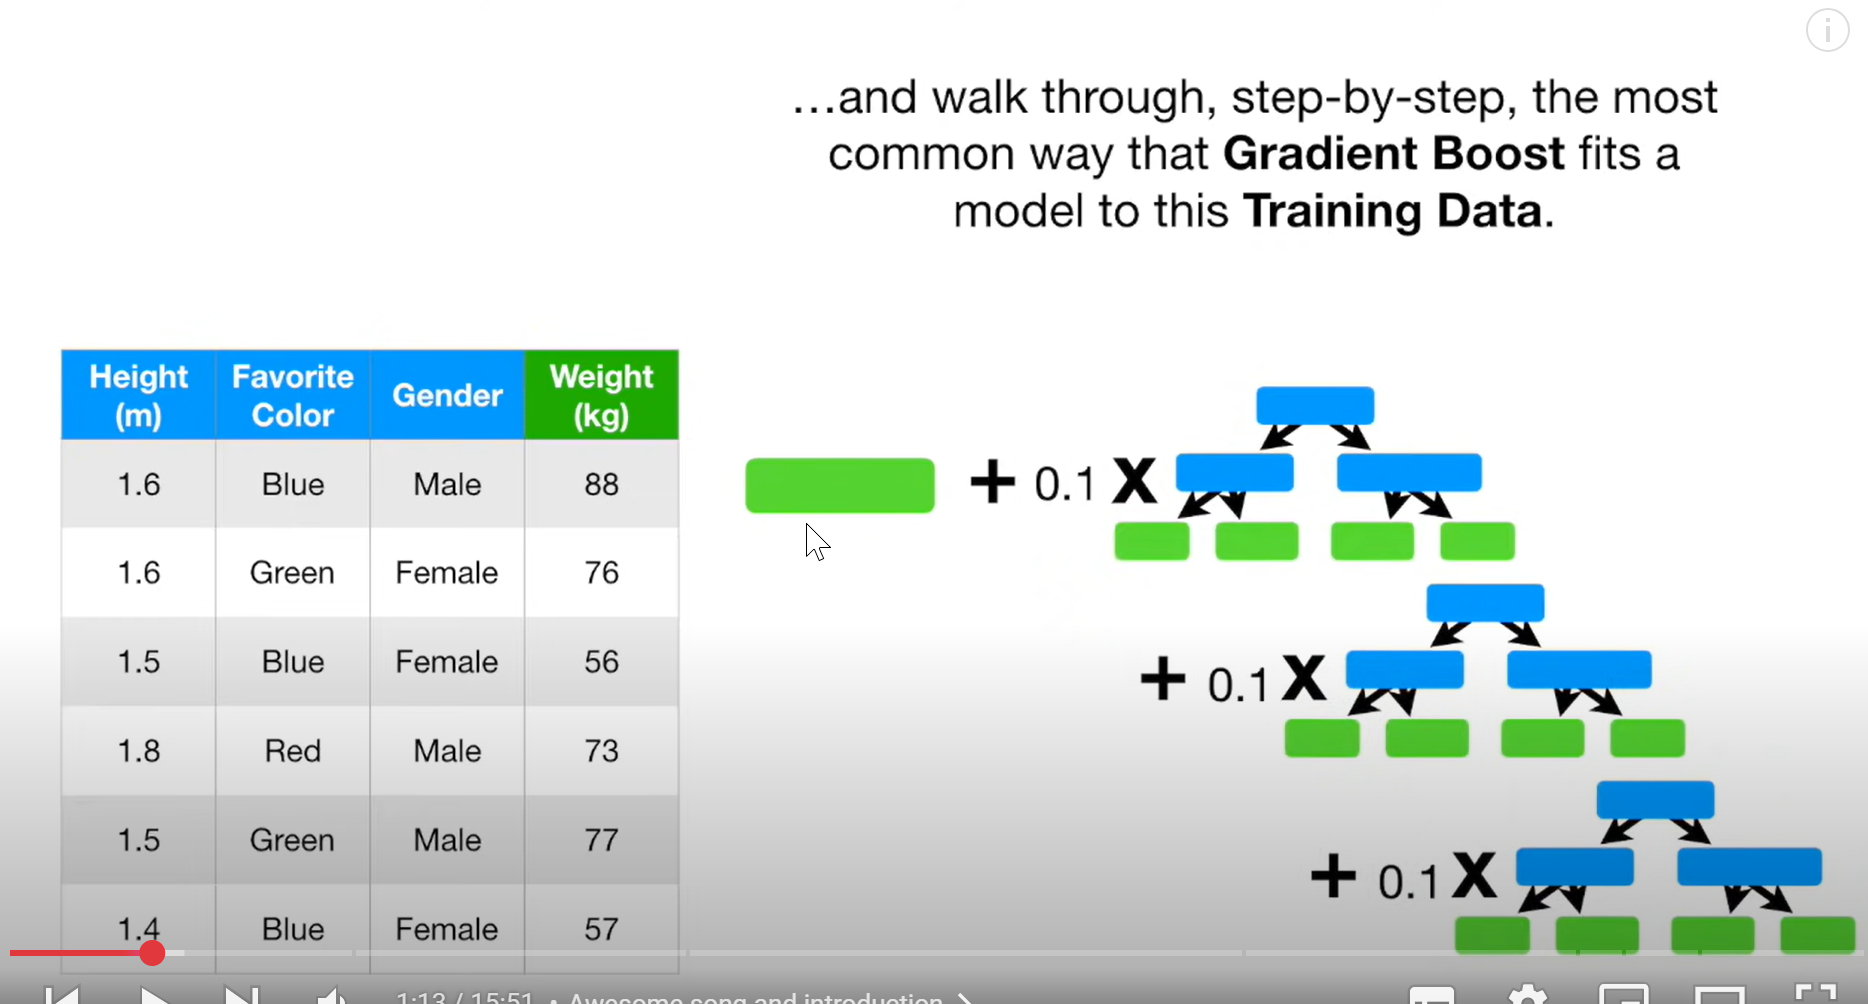 …and walk through, step-by-step, the most
common way that Gradient Boost fits a
model to this Training Data.
Height (m) Favorite Color Gender Weight (kg)
1.6 Blue Male 88
1.6 Green Female 76
1.5 Blue Female 56
1.8 Red Male 73
1.5 Green Male 77
1.4 Blue Female 57
+ 0.1 X
+ 0.1 X
+ 0.1 X
1:13 / 15:51 • Awesome song and introduction